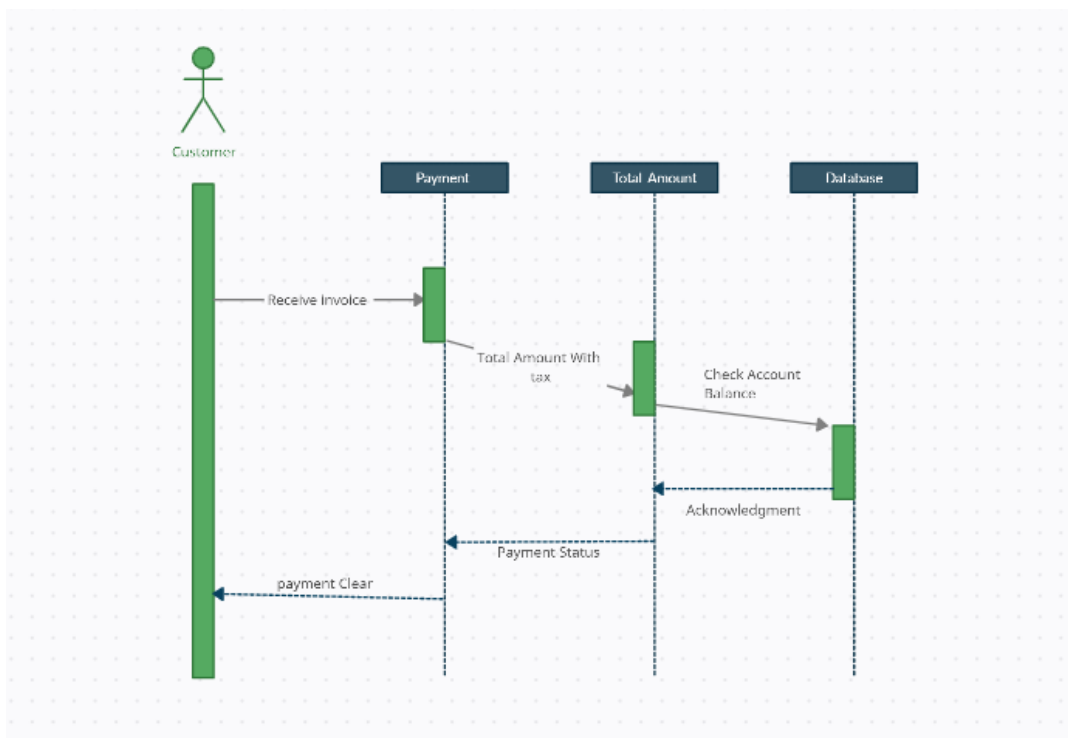 Customer
Payment
Total Amount
Database
Receive Invoice
Total Amount With
tax
Check Account
Balance
Acknowledgment
Payment Status
payment Clear